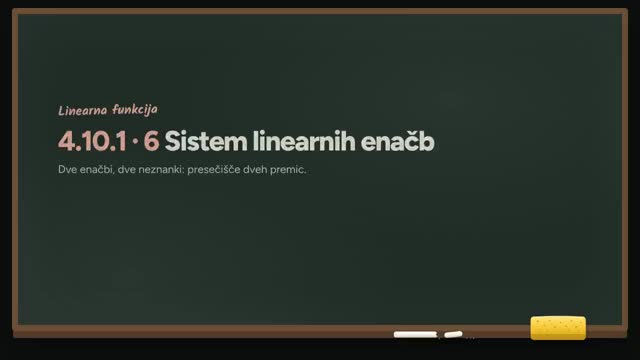 Linearna funkcija
4.10.1 · 6 Sistem linearnih enačb
Dve enačbi, dve neznanki: presečišče dveh premic.